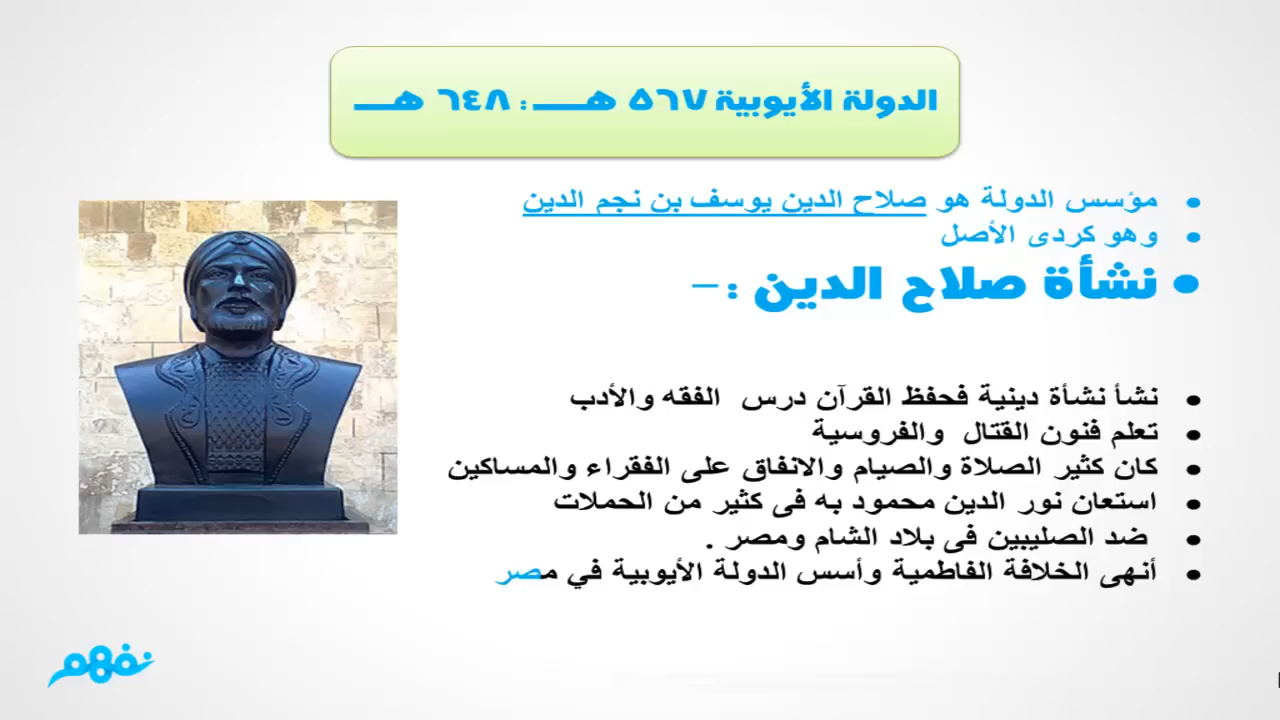 الدولة الأيوبية ٥٦٧ هـــ : ٦٤٨ هـــ
• مؤسس الدولة هو صلاح الدين يوسف بن نجم الدين
• وهو كردى الأصل
• نشأة صلاح الدين :–
• نشأ نشأة دينية فحفظ القرآن درس الفقه والأدب
• تعلم فنون القتال والفروسية
• كان كثير الصلاة والصيام والانفاق على الفقراء والمساكين
• استعان نور الدين محمود به فى كثير من الحملات
• ضد الصليبين فى بلاد الشام ومصر .
• أنهى الخلافة الفاطمية وأسس الدولة الأيوبية في مصر
نفهم